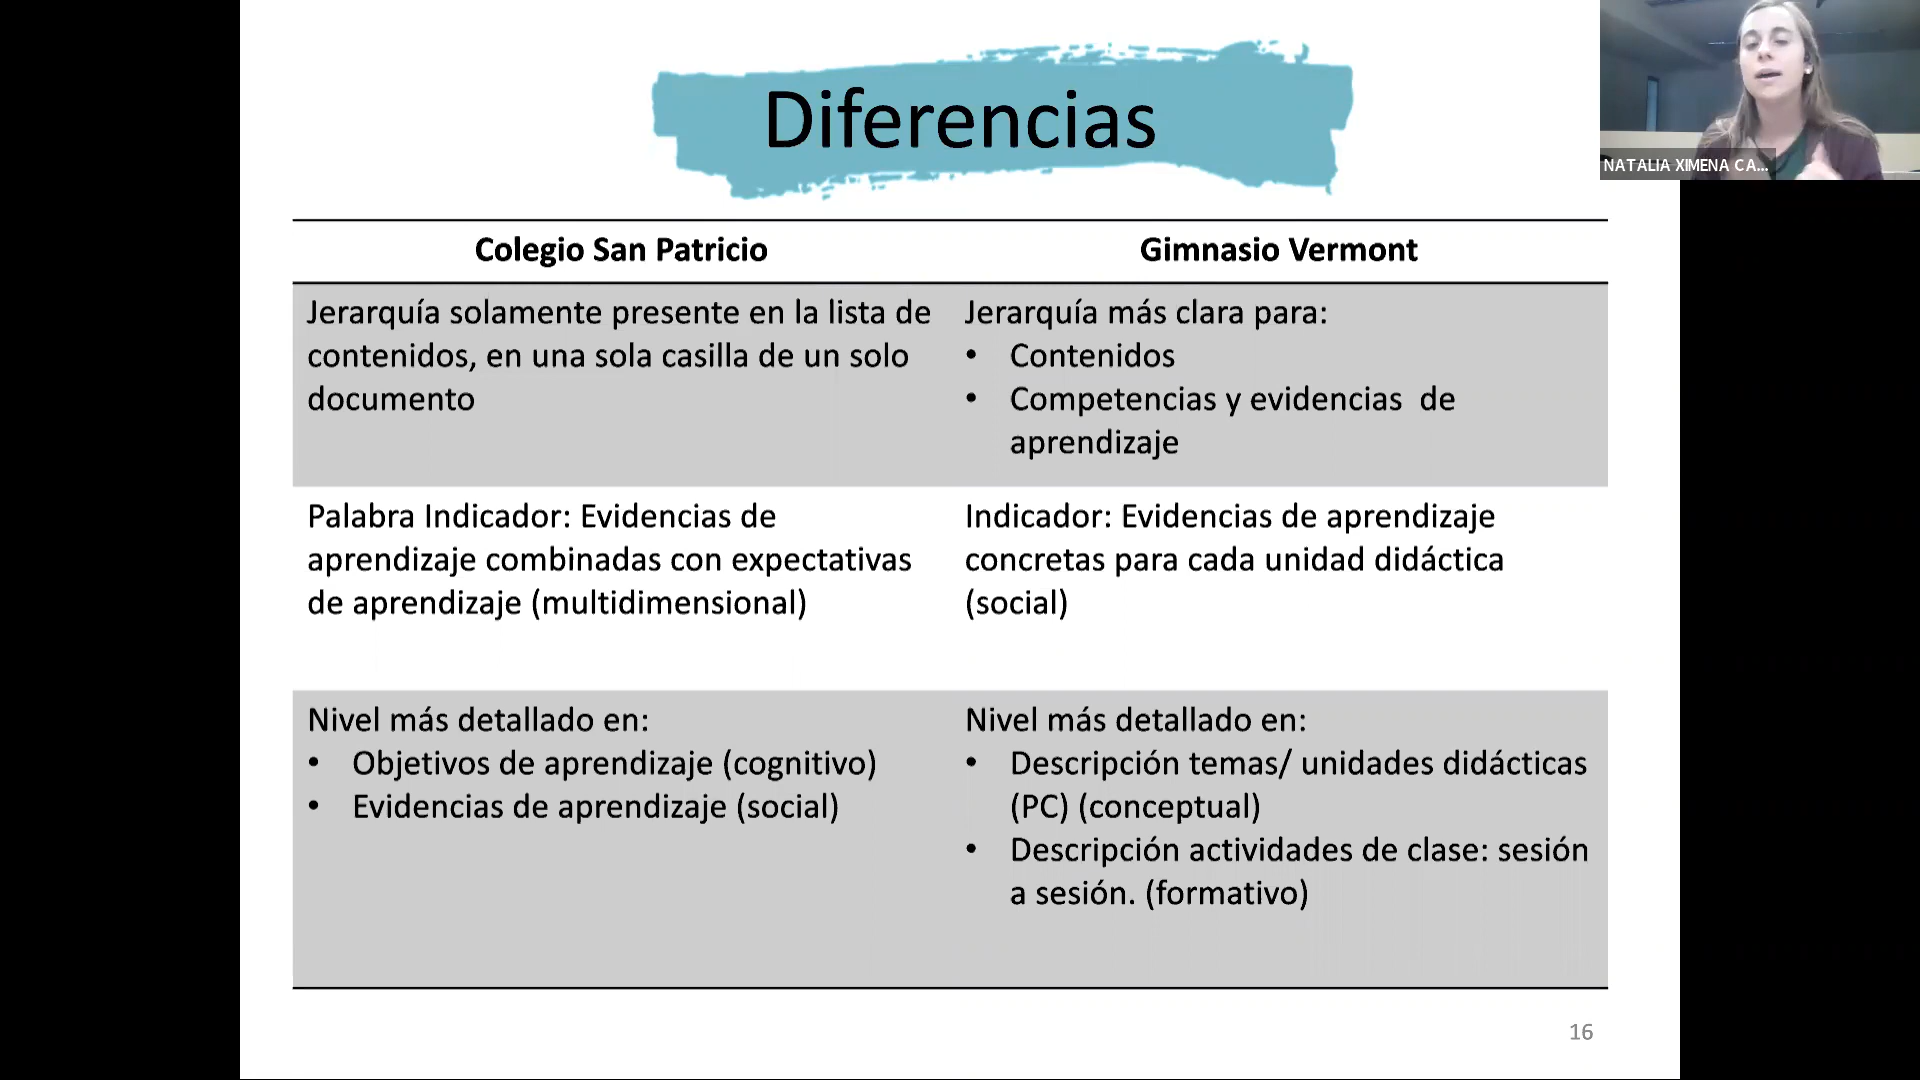 Diferencias
NATALIA XIMENA CA...
Colegio San Patricio
Gimnasio Vermont
Jerarquía solamente presente en la lista de
contenidos, en una sola casilla de un solo
documento
Jerarquía más clara para:
• Contenidos
• Competencias y evidencias de
aprendizaje
Palabra Indicador: Evidencias de
aprendizaje combinadas con expectativas
de aprendizaje (multidimensional)
Indicador: Evidencias de aprendizaje
concretas para cada unidad didáctica
(social)
Nivel más detallado en:
• Objetivos de aprendizaje (cognitivo)
• Evidencias de aprendizaje (social)
Nivel más detallado en:
• Descripción temas/ unidades didácticas
(PC) (conceptual)
• Descripción actividades de clase: sesión
a sesión. (formativo)
16